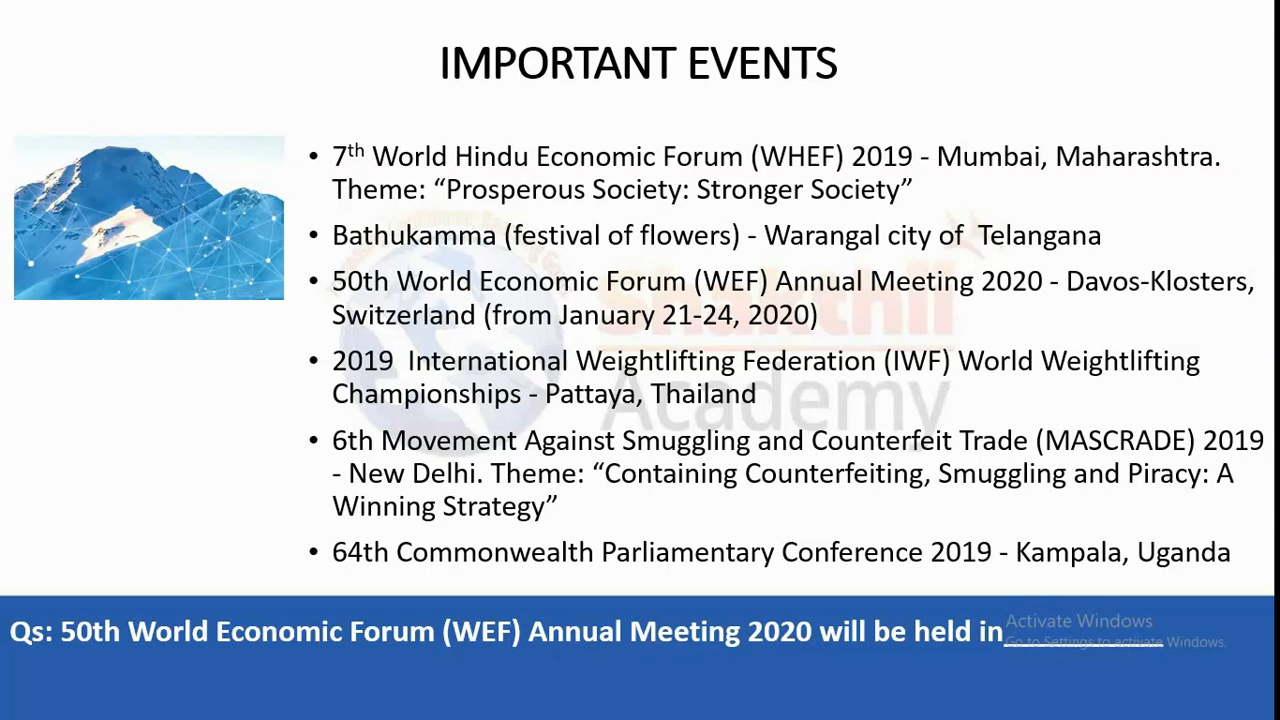 IMPORTANT EVENTS
• 7th World Hindu Economic Forum (WHEF) 2019 - Mumbai, Maharashtra.
Theme: “Prosperous Society: Stronger Society”
• Bathukamma (festival of flowers) - Warangal city of Telangana
• 50th World Economic Forum (WEF) Annual Meeting 2020 - Davos-Klosters,
Switzerland (from January 21-24, 2020)
• 2019 International Weightlifting Federation (IWF) World Weightlifting
Championships - Pattaya, Thailand
• 6th Movement Against Smuggling and Counterfeit Trade (MASCRADE) 2019
- New Delhi. Theme: “Containing Counterfeiting, Smuggling and Piracy: A
Winning Strategy”
• 64th Commonwealth Parliamentary Conference 2019 - Kampala, Uganda
Shakthii
Academy
Qs: 50th World Economic Forum (WEF) Annual Meeting 2020 will be held in___________
Activate Windows
Go to Settings to activate Windows.